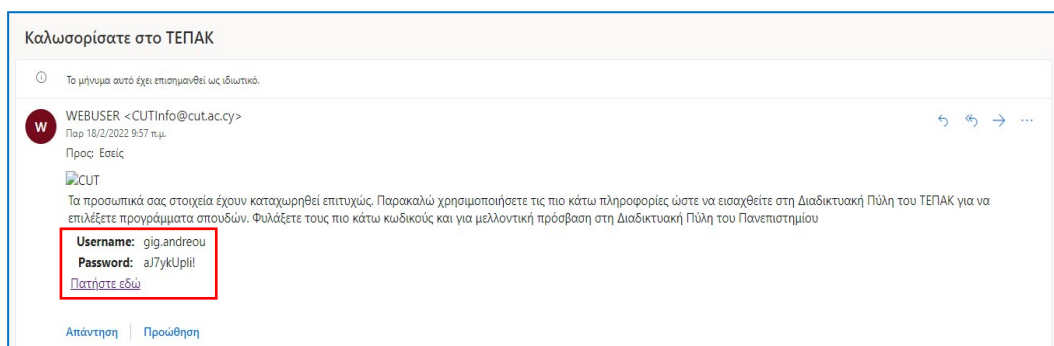 Καλωσορίσατε στο ΤΕΠΑΚ
Το μήνυμα αυτό έχει επισημανθεί ως ιδιωτικό.
W
WEBUSER <CUTInfo@cut.ac.cy>
Παρ 18/2/2022 9:57 π.μ.
Προς: Εσείς
CUT
Τα προσωπικά σας στοιχεία έχουν καταχωρηθεί επιτυχώς. Παρακαλώ χρησιμοποιήσετε τις πιο κάτω πληροφορίες ώστε να εισαχθείτε στη Διαδικτυακή Πύλη του ΤΕΠΑΚ για να
επιλέξετε προγράμματα σπουδών. Φυλάξετε τους πιο κάτω κωδικούς και για μελλοντική πρόσβαση στη Διαδικτυακή Πύλη του Πανεπιστημίου
Username: gig.andreou
Password: aJ7ykUpli!
Πατήστε εδώ
Απάντηση | Προώθηση